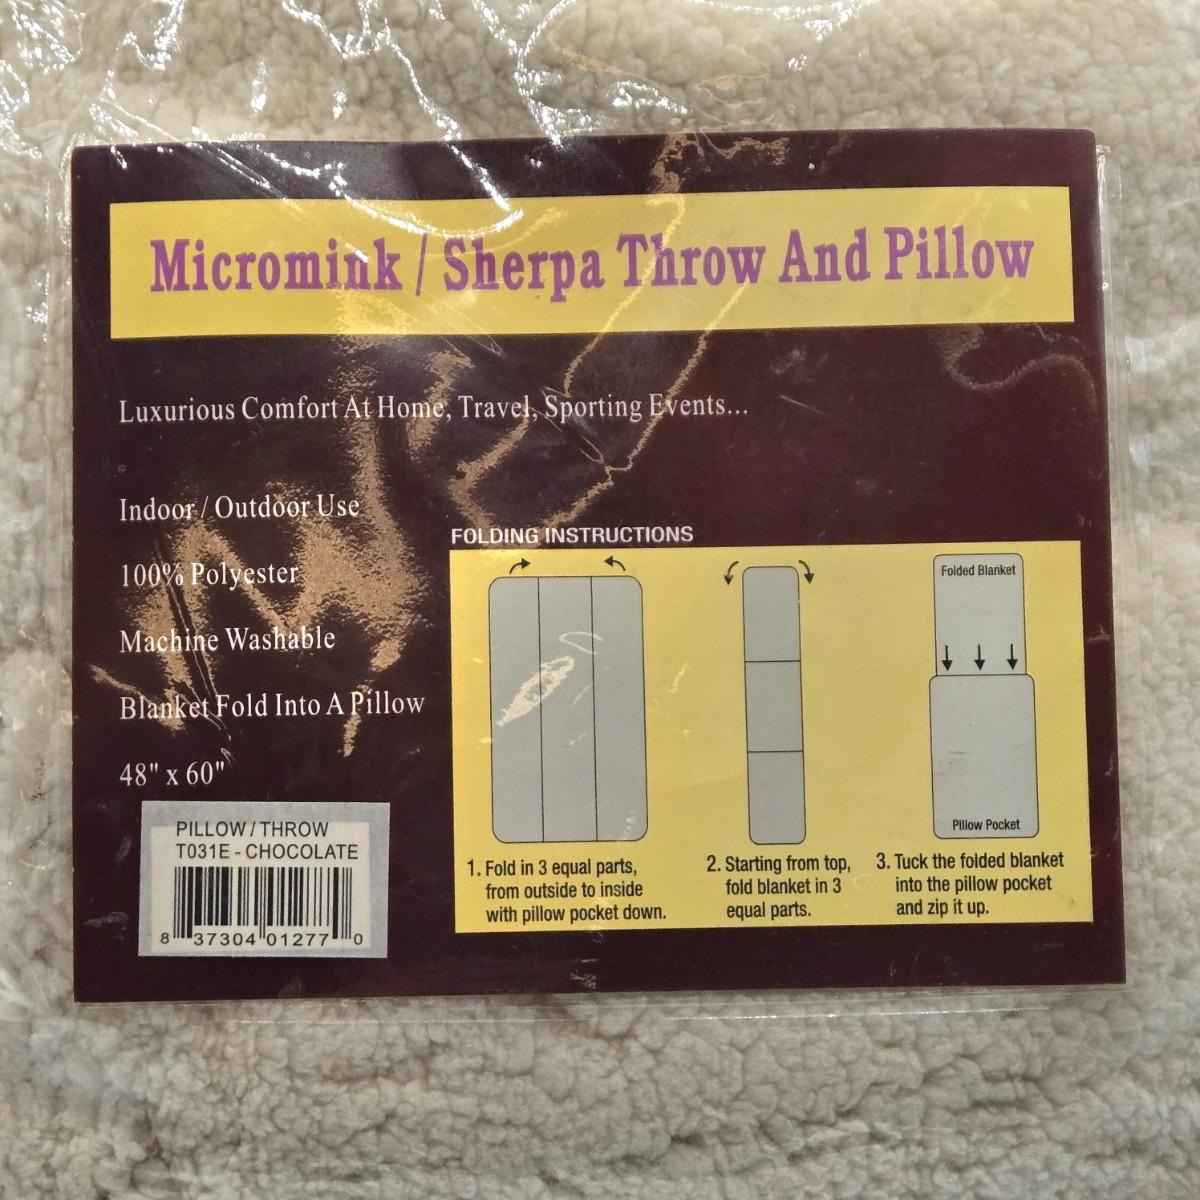 Micromink / Sherpa Throw And Pillow
Luxurious Comfort At Home, Travel, Sporting Events...
Indoor / Outdoor Use
100% Polyester
Machine Washable
Blanket Fold Into A Pillow
48" x 60"
PILLOW / THROW
T031E - CHOCOLATE
8 37304 01277 0
FOLDING INSTRUCTIONS
1. Fold in 3 equal parts,
from outside to inside
with pillow pocket down.
2. Starting from top,
fold blanket in 3
equal parts.
Folded Blanket
Pillow Pocket
3. Tuck the folded blanket
into the pillow pocket
and zip it up.